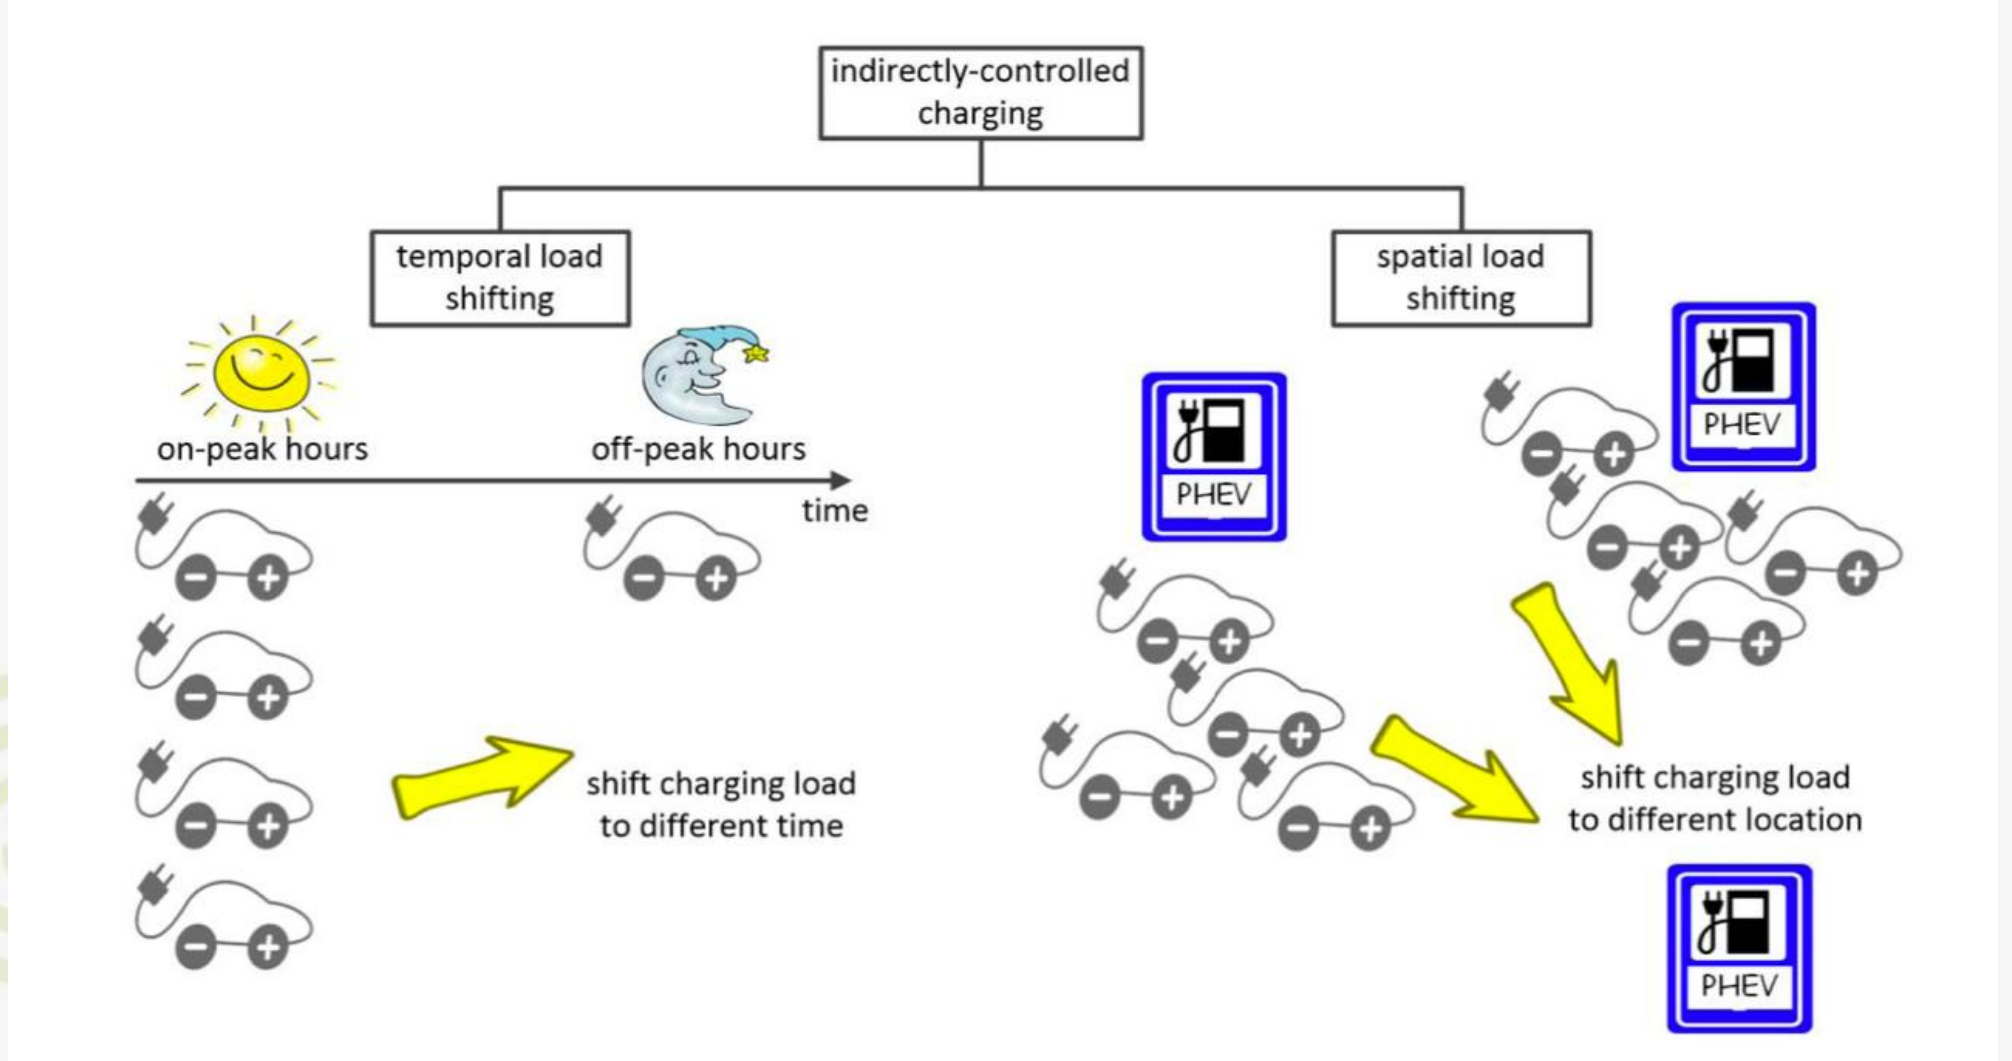 indirectly-controlled
charging
temporal load
shifting
spatial load
shifting
on-peak hours
off-peak hours
time
shift charging load
to different time
PHEV
PHEV
shift charging load
to different location
PHEV